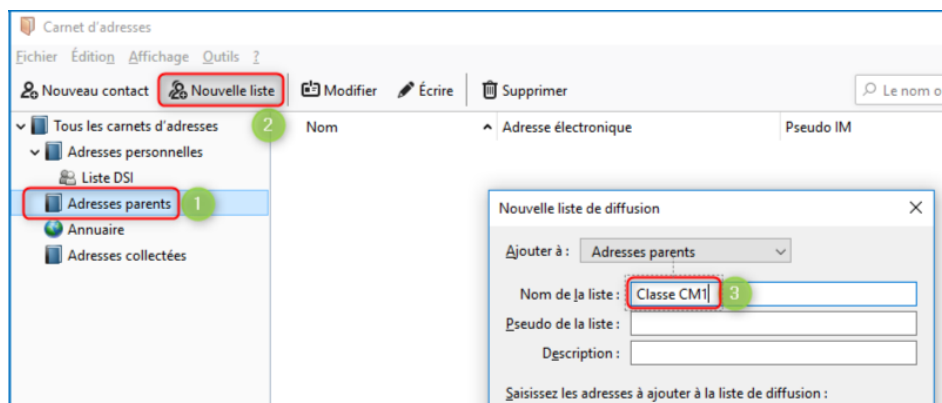 Carnet d'adresses
Fichier Édition Affichage Outils ?
Nouveau contact Nouvelle liste Modifier Écrire Supprimer Le nom o
Tous les carnets d'adresses 2 Nom Adresse électronique Pseudo IM
Adresses personnelles
Liste DSI
Adresses parents 1
Annuaire
Adresses collectées
Nouvelle liste de diffusion
Ajouter à : Adresses parents
Nom de la liste : Classe CM1 3
Pseudo de la liste :
Description :
Saisissez les adresses à ajouter à la liste de diffusion :